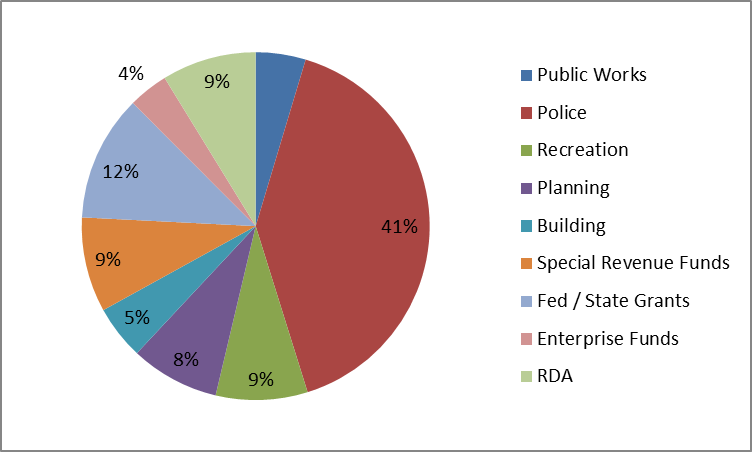 4%
9%
12%
41%
9%
5%
8%
9%
Public Works
Police
Recreation
Planning
Building
Special Revenue Funds
Fed / State Grants
Enterprise Funds
RDA